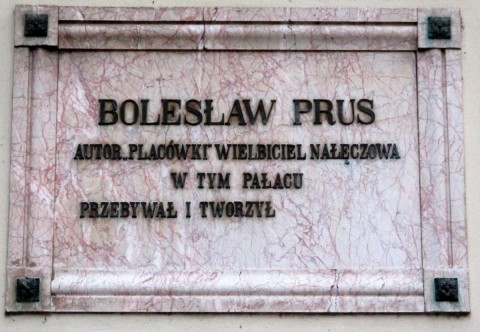 BOLESŁAW PRUS
AUTOR „PLACÓWKI” WIELBICIEL NAŁĘCZOWA
W TYM PAŁACU
PRZEBYWAŁ I TWORZYŁ